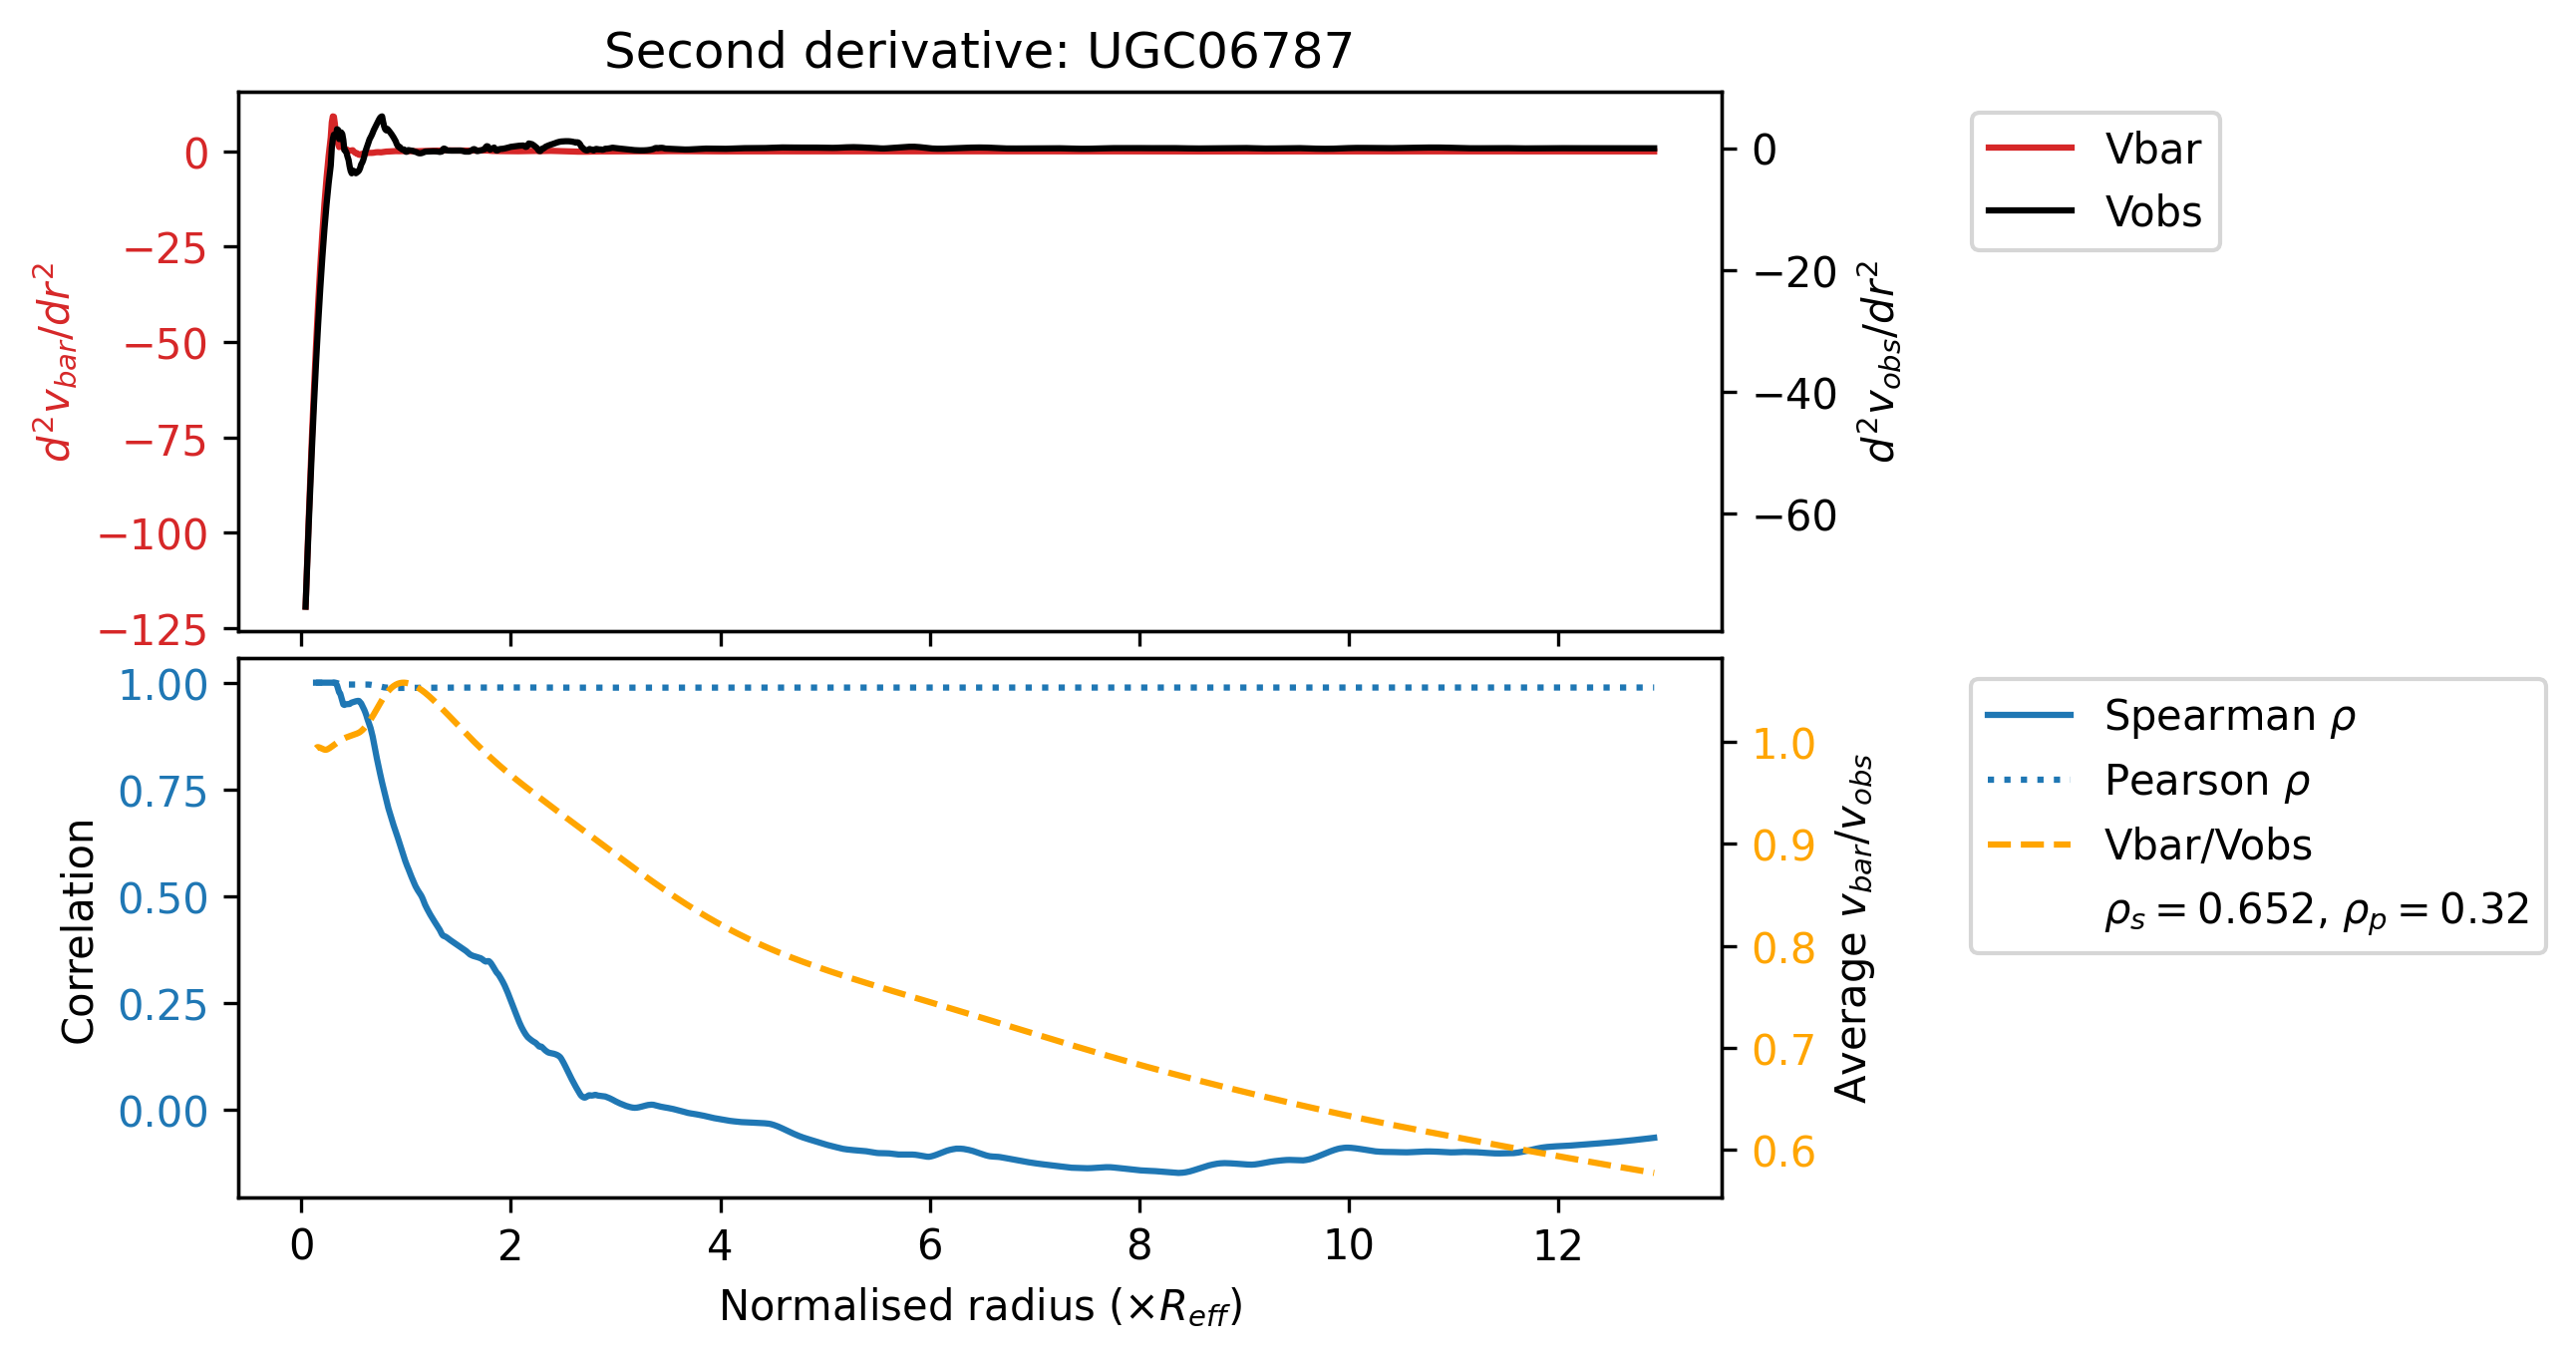 Second derivative: UGC06787
0
−25
−50
−75
−100
−125
d²v_bar/dr²
0
−20
−40
−60
d²v_obs/dr²
Vbar
Vobs
1.00
0.75
0.50
0.25
0.00
Correlation
1.0
0.9
0.8
0.7
0.6
Average v_bar/v_obs
Spearman ρ
Pearson ρ
Vbar/Vobs
ρ_s = 0.652, ρ_p = 0.32
0 2 4 6 8 10 12
Normalised radius (×R_eff)